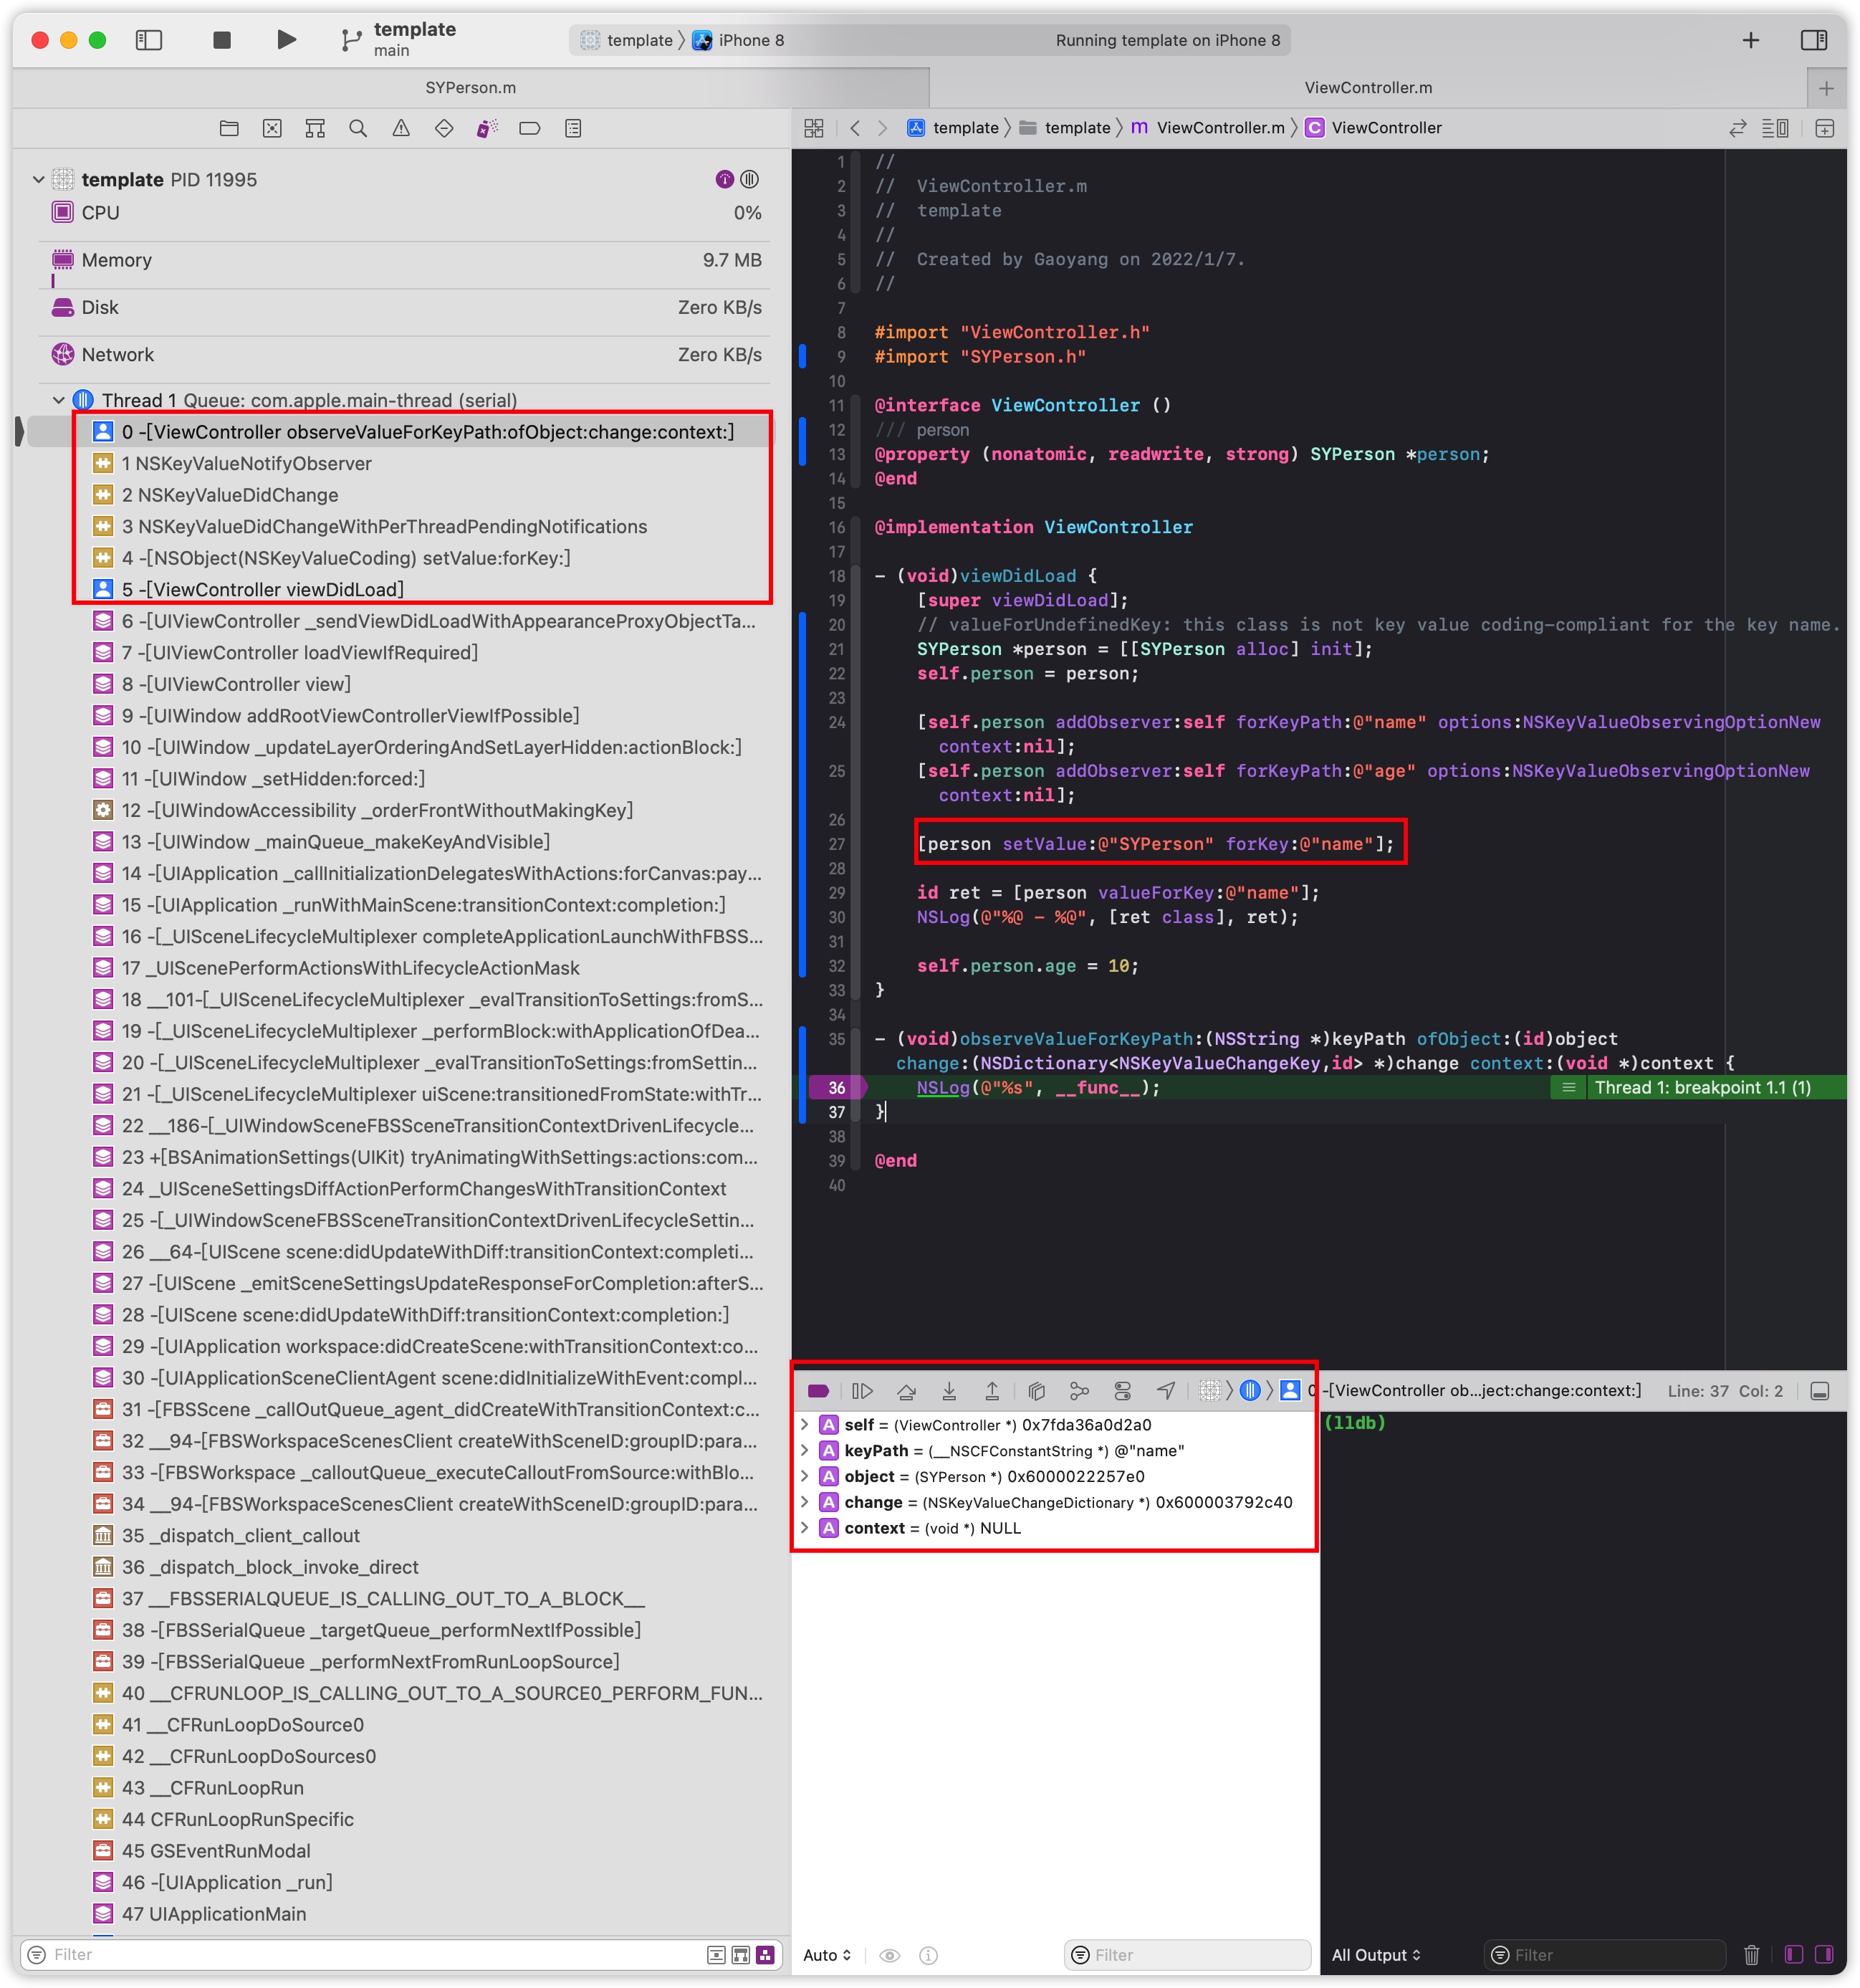 template
main
template
iPhone 8
Running template on iPhone 8
SYPerson.m
ViewController.m
template
template
m ViewController.m
C ViewController
template PID 11995
CPU 0%
Memory 9.7 MB
Disk Zero KB/s
Network Zero KB/s
Thread 1 Queue: com.apple.main-thread (serial)
0 -[ViewController observeValueForKeyPath:ofObject:change:context:]
1 NSKeyValueNotifyObserver
2 NSKeyValueDidChange
3 NSKeyValueDidChangeWithPerThreadPendingNotifications
4 -[NSObject(NSKeyValueCoding) setValue:forKey:]
5 -[ViewController viewDidLoad]
6 -[UIViewController _sendViewDidLoadWithAppearanceProxyObjectTa...
7 -[UIViewController loadViewIfRequired]
8 -[UIViewController view]
9 -[UIWindow addRootViewControllerViewIfPossible]
10 -[UIWindow _updateLayerOrderingAndSetLayerHidden:actionBlock:]
11 -[UIWindow _setHidden:forced:]
12 -[UIWindowAccessibility _orderFrontWithoutMakingKey]
13 -[UIWindow _mainQueue_makeKeyAndVisible]
14 -[UIApplication _callInitializationDelegatesWithActions:forCanvas:pay...
15 -[UIApplication _runWithMainScene:transitionContext:completion:]
16 -[_UISceneLifecycleMultiplexer completeApplicationLaunchWithFBSS...
17 _UIScenePerformActionsWithLifecycleActionMask
18 __101-[_UISceneLifecycleMultiplexer _evalTransitionToSettings:fromS...
19 -[_UISceneLifecycleMultiplexer _performBlock:withApplicationOfDea...
20 -[_UISceneLifecycleMultiplexer _evalTransitionToSettings:fromSettin...
21 -[_UISceneLifecycleMultiplexer uiScene:transitionedFromState:withTr...
22 __186-[_UIWindowSceneFBSSceneTransitionContextDrivenLifecycle...
23 +[BSAnimationSettings(UIKit) tryAnimatingWithSettings:actions:com...
24 _UISceneSettingsDiffActionPerformChangesWithTransitionContext
25 -[_UIWindowSceneFBSSceneTransitionContextDrivenLifecycleSettin...
26 __64-[UIScene scene:didUpdateWithDiff:transitionContext:completi...
27 -[UIScene _emitSceneSettingsUpdateResponseForCompletion:afterS...
28 -[UIScene scene:didUpdateWithDiff:transitionContext:completion:]
29 -[UIApplication workspace:didCreateScene:withTransitionContext:co...
30 -[UIApplicationSceneClientAgent scene:didInitializeWithEvent:compl...
31 -[FBSScene _callOutQueue_agent_didCreateWithTransitionContext:c...
32 __94-[FBSWorkspaceScenesClient createWithSceneID:groupID:para...
33 -[FBSWorkspace _calloutQueue_executeCalloutFromSource:withBlo...
34 __94-[FBSWorkspaceScenesClient createWithSceneID:groupID:para...
35 _dispatch_client_callout
36 _dispatch_block_invoke_direct
37 __FBSSERIALQUEUE_IS_CALLING_OUT_TO_A_BLOCK__
38 -[FBSSerialQueue _targetQueue_performNextIfPossible]
39 -[FBSSerialQueue _performNextFromRunLoopSource]
40 __CFRUNLOOP_IS_CALLING_OUT_TO_A_SOURCE0_PERFORM_FUN...
41 __CFRunLoopDoSource0
42 __CFRunLoopDoSources0
43 __CFRunLoopRun
44 CFRunLoopRunSpecific
45 GSEventRunModal
46 -[UIApplication _run]
47 UIApplicationMain
Filter
1 //
2 //  ViewController.m
3 //  template
4 //
5 //  Created by Gaoyang on 2022/1/7.
6 //
7
8 #import "ViewController.h"
9 #import "SYPerson.h"
10
11 @interface ViewController ()
12 /// person
13 @property (nonatomic, readwrite, strong) SYPerson *person;
14 @end
15
16 @implementation ViewController
17
18 - (void)viewDidLoad {
19     [super viewDidLoad];
20     // valueForUndefinedKey: this class is not key value coding-compliant for the key name.
21     SYPerson *person = [[SYPerson alloc] init];
22     self.person = person;
23
24     [self.person addObserver:self forKeyPath:@"name" options:NSKeyValueObservingOptionNew
context:nil];
25     [self.person addObserver:self forKeyPath:@"age" options:NSKeyValueObservingOptionNew
context:nil];
26
27     [person setValue:@"SYPerson" forKey:@"name"];
28
29     id ret = [person valueForKey:@"name"];
30     NSLog(@"%@ - %@", [ret class], ret);
31
32     self.person.age = 10;
33 }
34
35 - (void)observeValueForKeyPath:(NSString *)keyPath ofObject:(id)object
change:(NSDictionary<NSKeyValueChangeKey,id> *)change context:(void *)context {
36     NSLog(@"%s", __func__);
Thread 1: breakpoint 1.1 (1)
37 }
38
39 @end
40
0 -[ViewController ob...ject:change:context:]
Line: 37 Col: 2
A self = (ViewController *) 0x7fda36a0d2a0
A keyPath = (__NSCFConstantString *) @"name"
A object = (SYPerson *) 0x6000022257e0
A change = (NSKeyValueChangeDictionary *) 0x600003792c40
A context = (void *) NULL
(lldb)
Auto
Filter
All Output
Filter